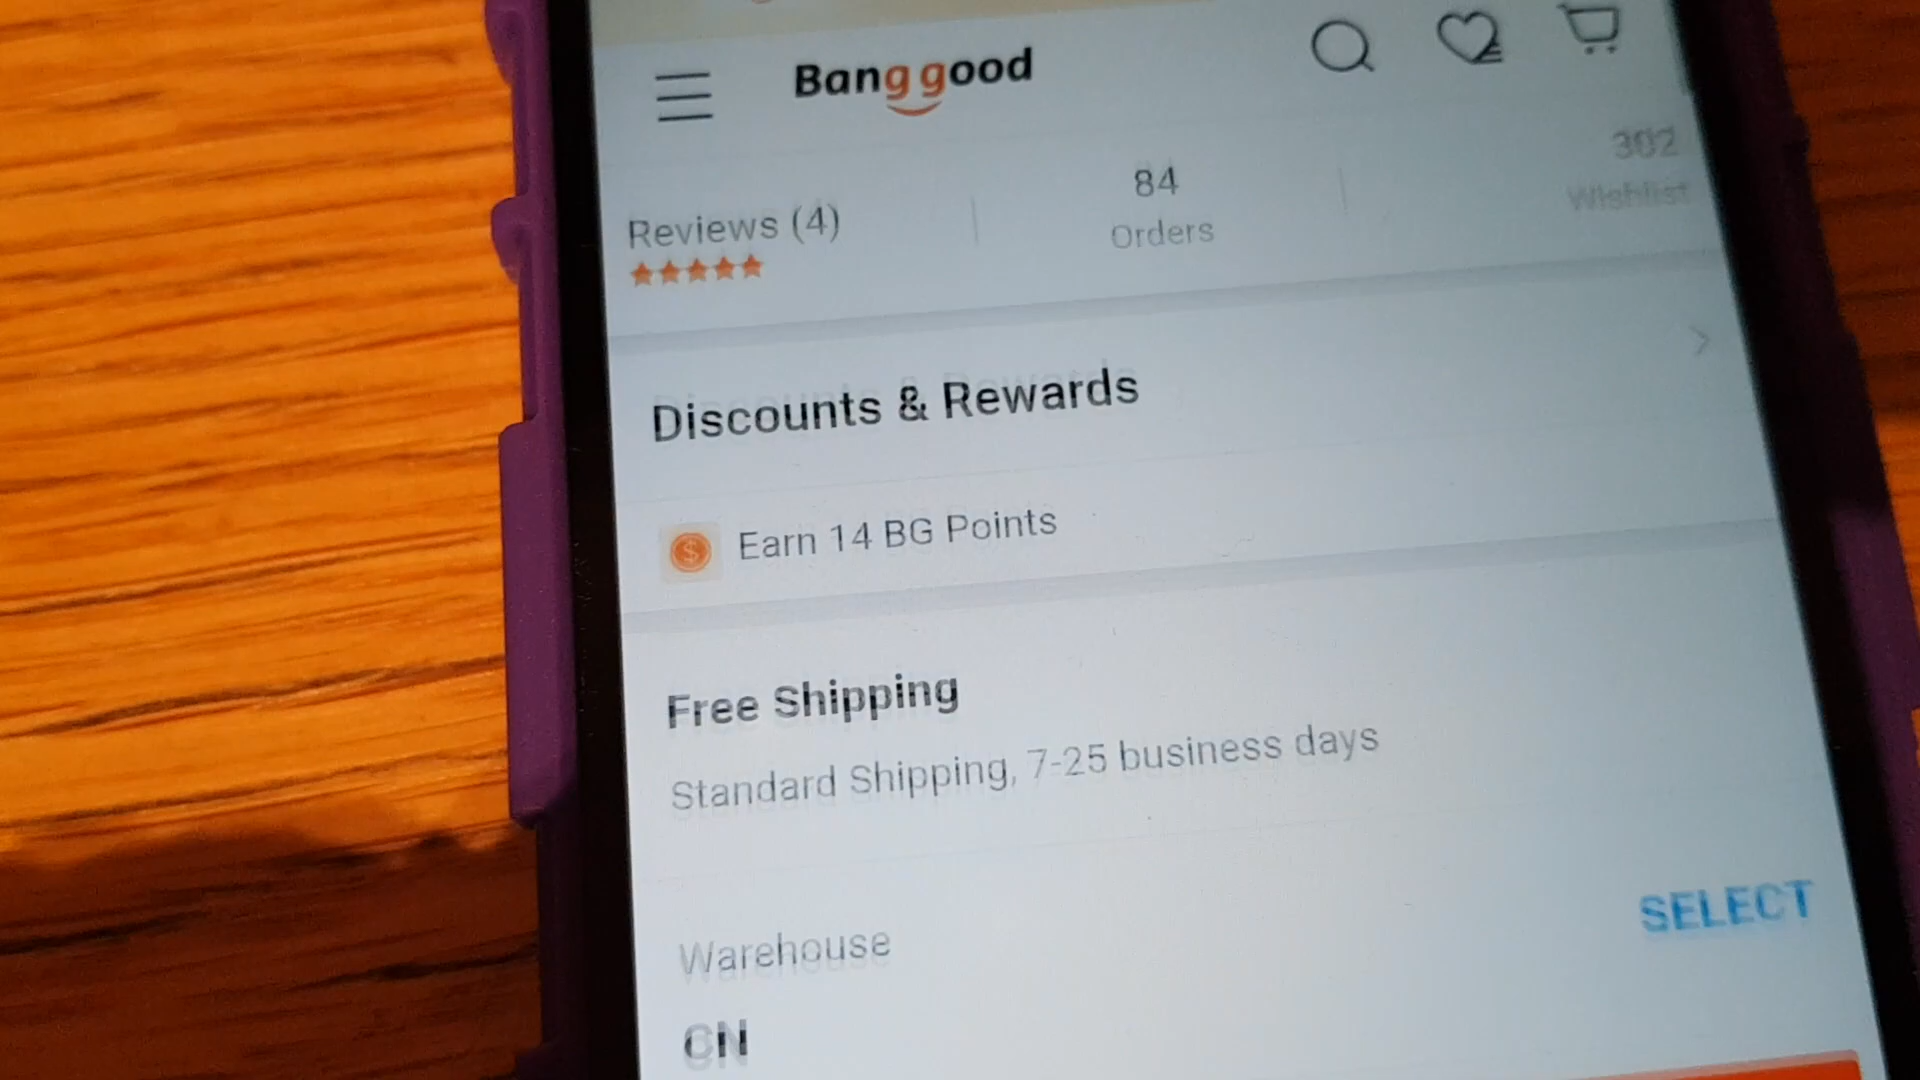 Banggood
Reviews (4)
84
Orders
302
Wishlist
Discounts & Rewards
Earn 14 BG Points
Free Shipping
Standard Shipping, 7-25 business days
Warehouse
SELECT
CN